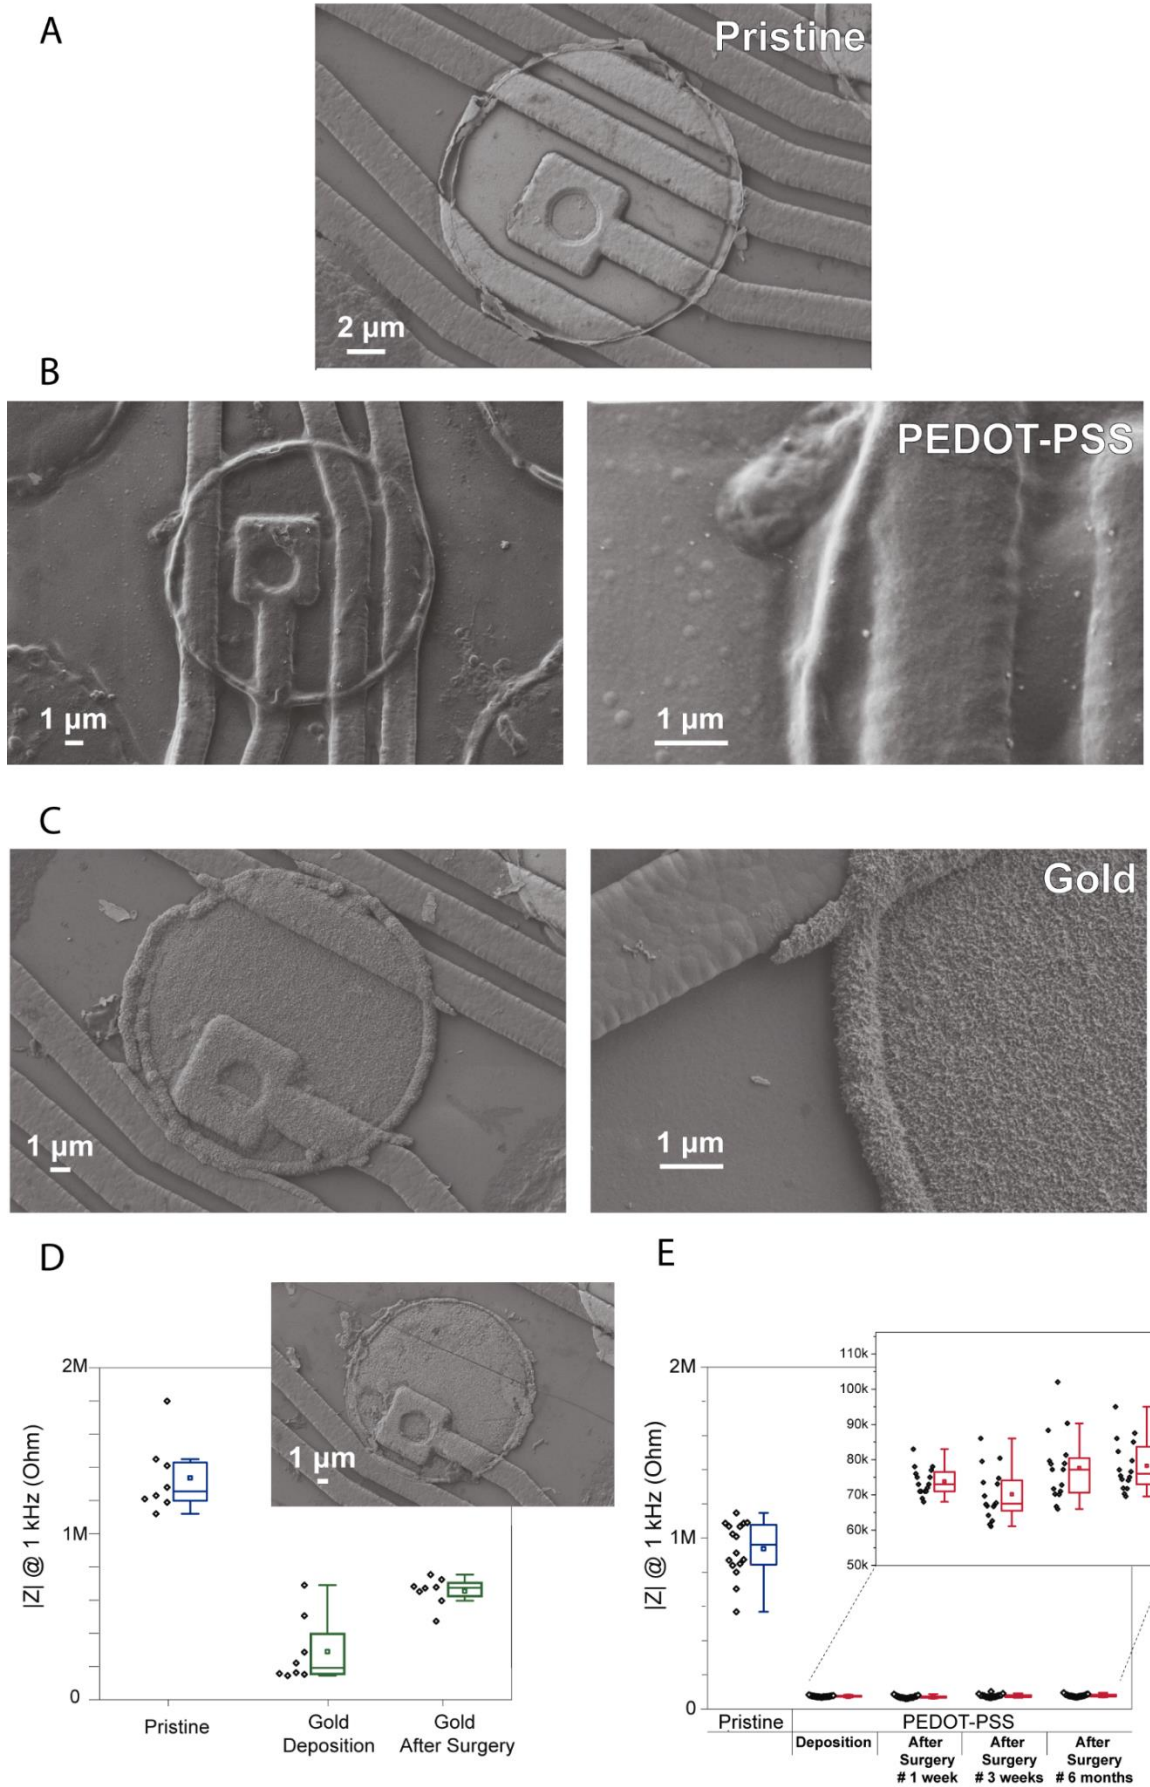 A
Pristine
2 µm
B
1 µm
PEDOT-PSS
1 µm
C
1 µm
Gold
1 µm
D
1 µm
2M
1M
0
|Z| @ 1 kHz (Ohm)
Pristine
Gold
Deposition
Gold
After Surgery
E
2M
1M
0
|Z| @ 1 kHz (Ohm)
110k
100k
90k
80k
70k
60k
50k
Pristine
PEDOT-PSS
Deposition
After
Surgery
# 1 week
After
Surgery
# 3 weeks
After
Surgery
# 6 months